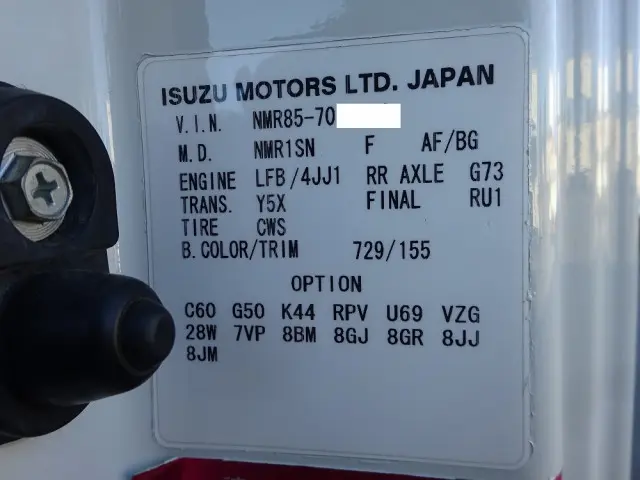 ISUZU MOTORS LTD. JAPAN
V.I.N. NMR85-70
M.D. NMR1SN F AF/BG
ENGINE LFB/4JJ1 RR AXLE G73
TRANS. Y5X FINAL RU1
TIRE CWS
B.COLOR/TRIM 729/155
OPTION
C60 G50 K44 RPV U69 VZG
28W 7VP 8BM 8GJ 8GR 8JJ
8JM